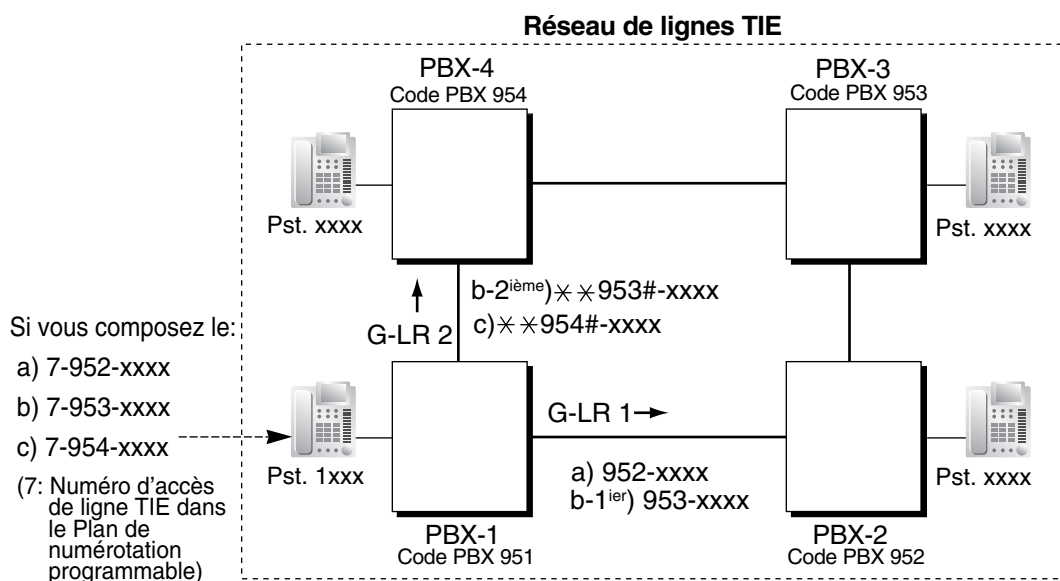 Réseau de lignes TIE
PBX-4
Code PBX 954
PBX-3
Code PBX 953
Pst. xxxx
Pst. xxxx
b-2ième)✳✳953#-xxxx
c)✳✳954#-xxxx
G-LR 2
Si vous composez le:
a) 7-952-xxxx
b) 7-953-xxxx
c) 7-954-xxxx
(7: Numéro d'accès
de ligne TIE dans
le Plan de
numérotation
programmable)
Pst. 1xxx
G-LR 1
a) 952-xxxx
b-1ier) 953-xxxx
Pst. xxxx
PBX-1
Code PBX 951
PBX-2
Code PBX 952